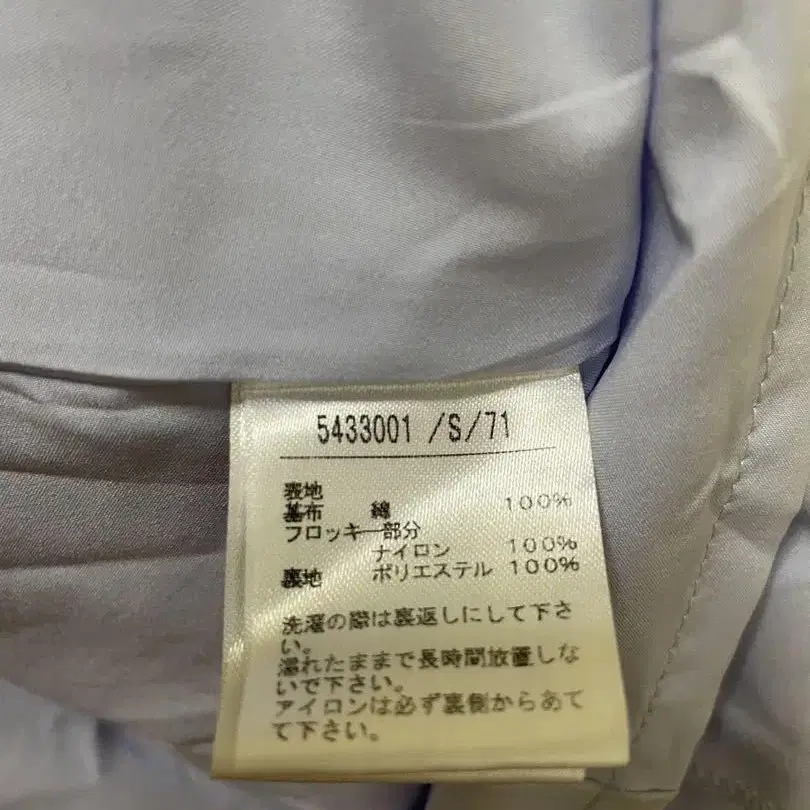 5433001 /S/71
表地
基布 綿 100%
フロッキー部分
ナイロン 100%
裏地 ポリエステル 100%
洗濯の際は裏返しにして下さ
い。
濡れたままで長時間放置しな
いで下さい。
アイロンは必ず裏側からあて
て下さい。